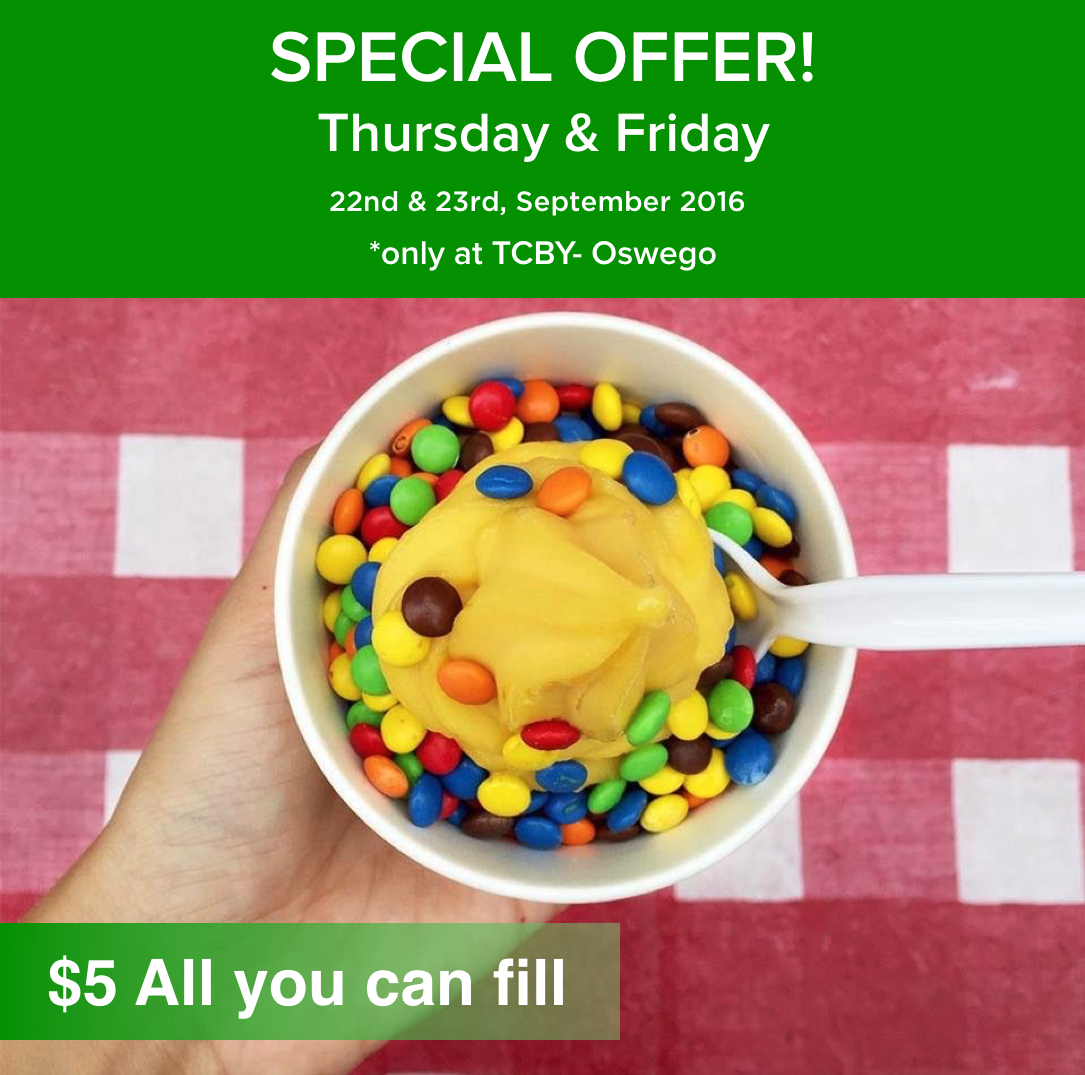 SPECIAL OFFER!
Thursday & Friday
22nd & 23rd, September 2016
*only at TCBY- Oswego
$5 All you can fill